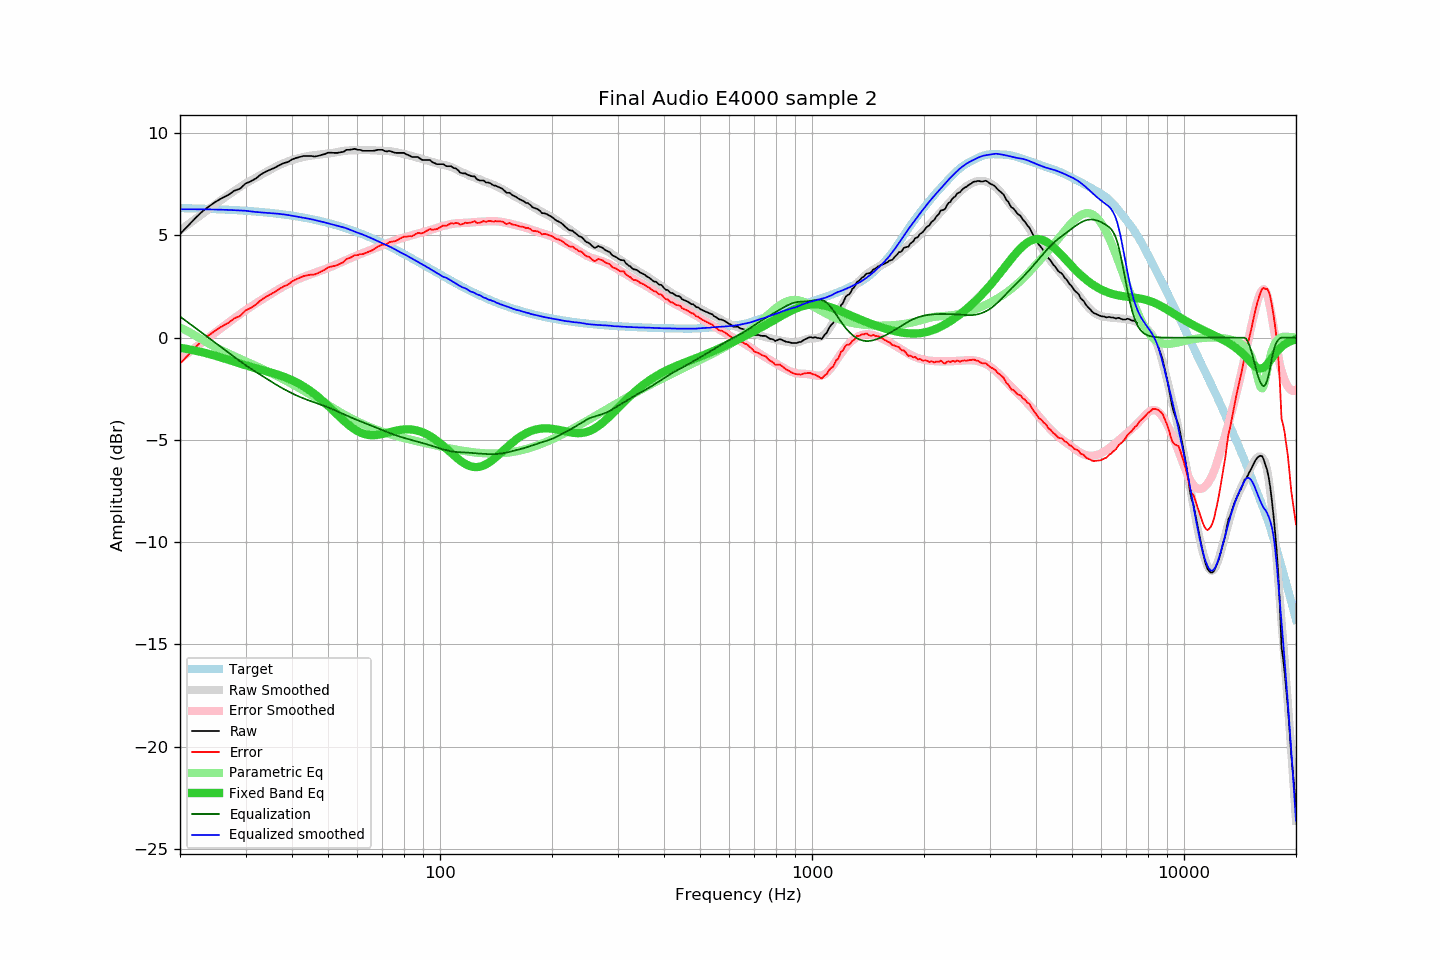 Final Audio E4000 sample 2
10
5
0
−5
−10
−15
−20
−25
Amplitude (dBr)
Target
Raw Smoothed
Error Smoothed
Raw
Error
Parametric Eq
Fixed Band Eq
Equalization
Equalized smoothed
100
1000
10000
Frequency (Hz)